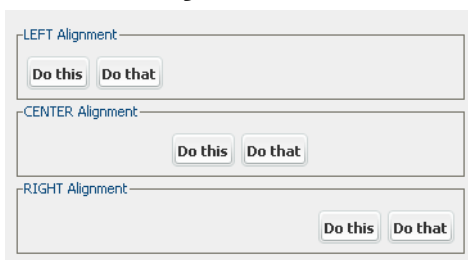 LEFT Alignment
Do this Do that
CENTER Alignment
Do this Do that
RIGHT Alignment
Do this Do that